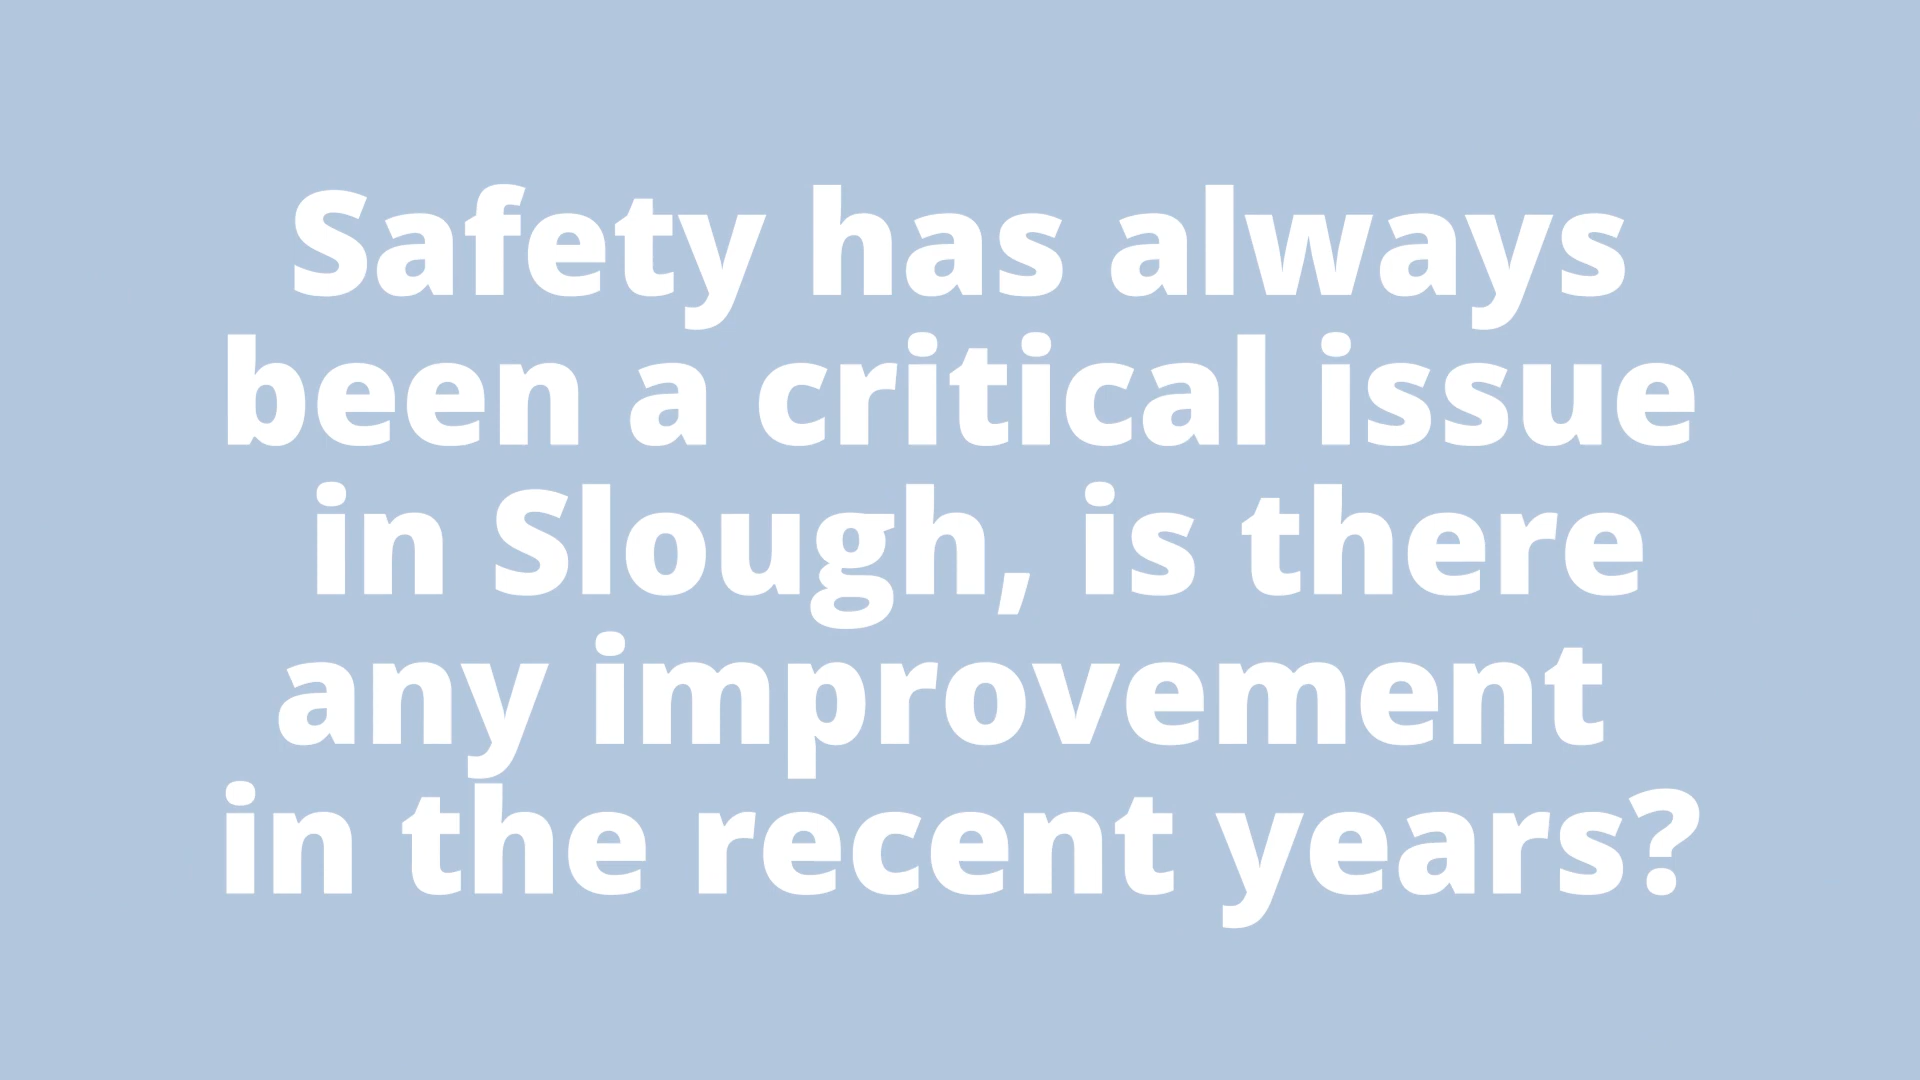 Safety has always
been a critical issue
in Slough, is there
any improvement
in the recent years?